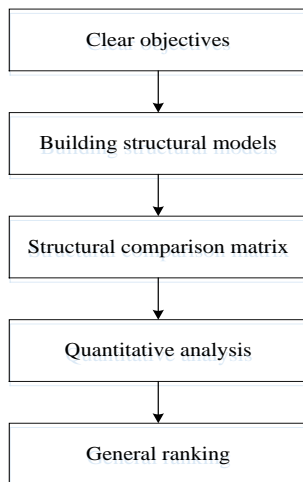 Clear objectives
Building structural models
Structural comparison matrix
Quantitative analysis
General ranking